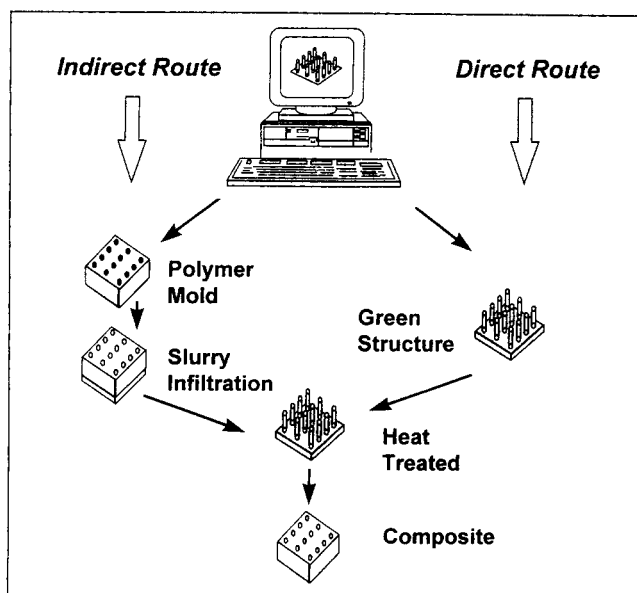 Indirect Route
Direct Route
Polymer
Mold
Slurry
Infiltration
Green
Structure
Heat
Treated
Composite